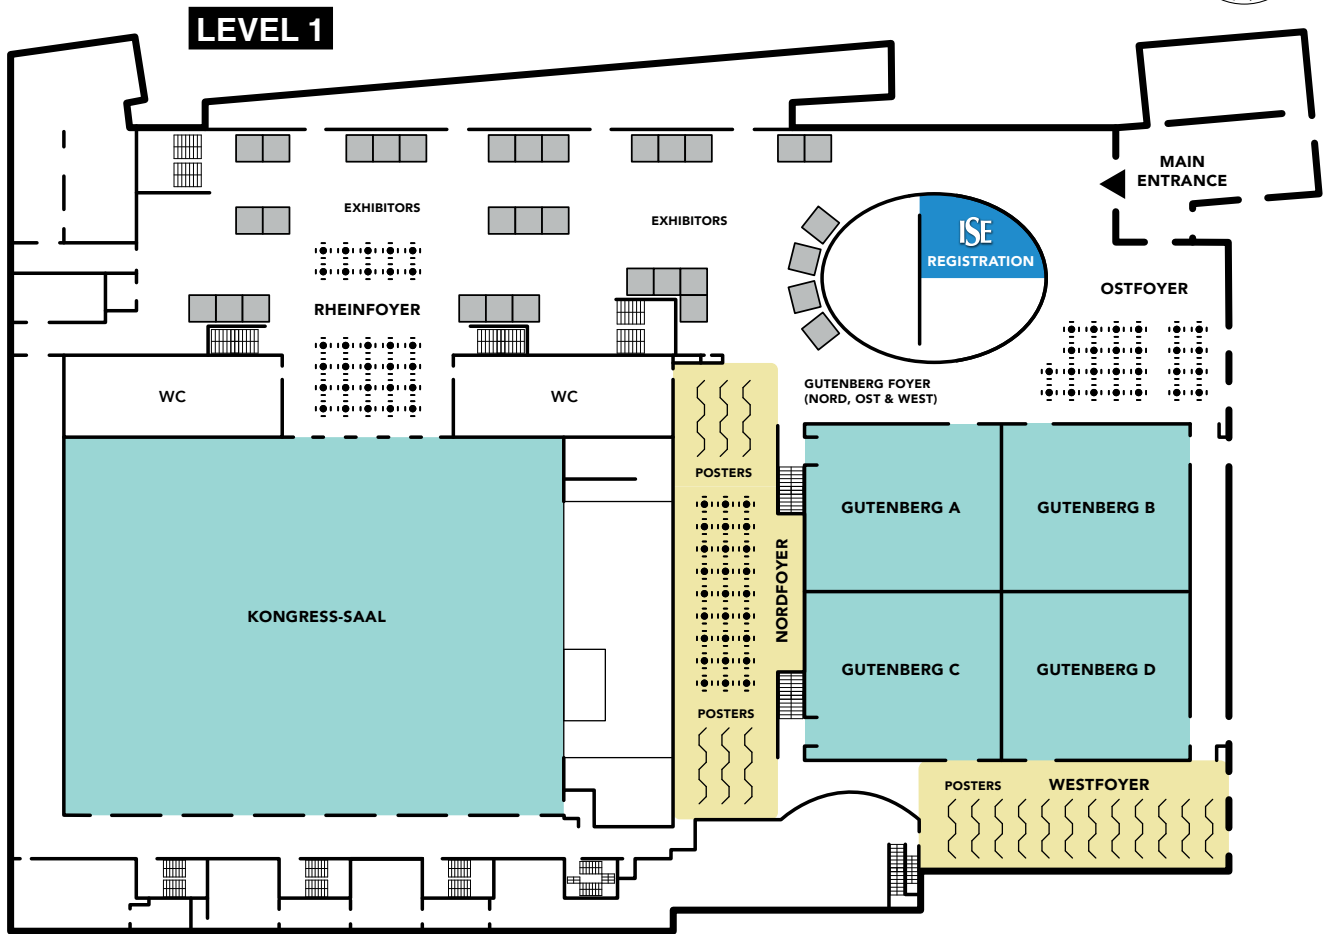 LEVEL 1
MAIN
ENTRANCE
EXHIBITORS
EXHIBITORS
ISE
REGISTRATION
OSTFOYER
RHEINFOYER
GUTENBERG FOYER
(NORD, OST & WEST)
WC
WC
POSTERS
GUTENBERG A
GUTENBERG B
NORDFOYER
KONGRESS-SAAL
GUTENBERG C
GUTENBERG D
POSTERS
POSTERS
WESTFOYER